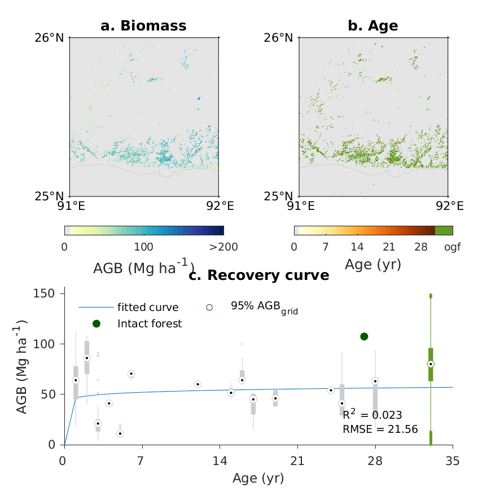 a. Biomass
b. Age
26°N
26°N
25°N
25°N
91°E 92°E
91°E 92°E
0 100 >200
0 7 14 21 28 ogf
AGB (Mg ha⁻¹)
Age (yr)
c. Recovery curve
150
100
50
0
AGB (Mg ha⁻¹)
fitted curve
95% AGB_grid
Intact forest
R² = 0.023
RMSE = 21.56
0 7 14 21 28 35
Age (yr)